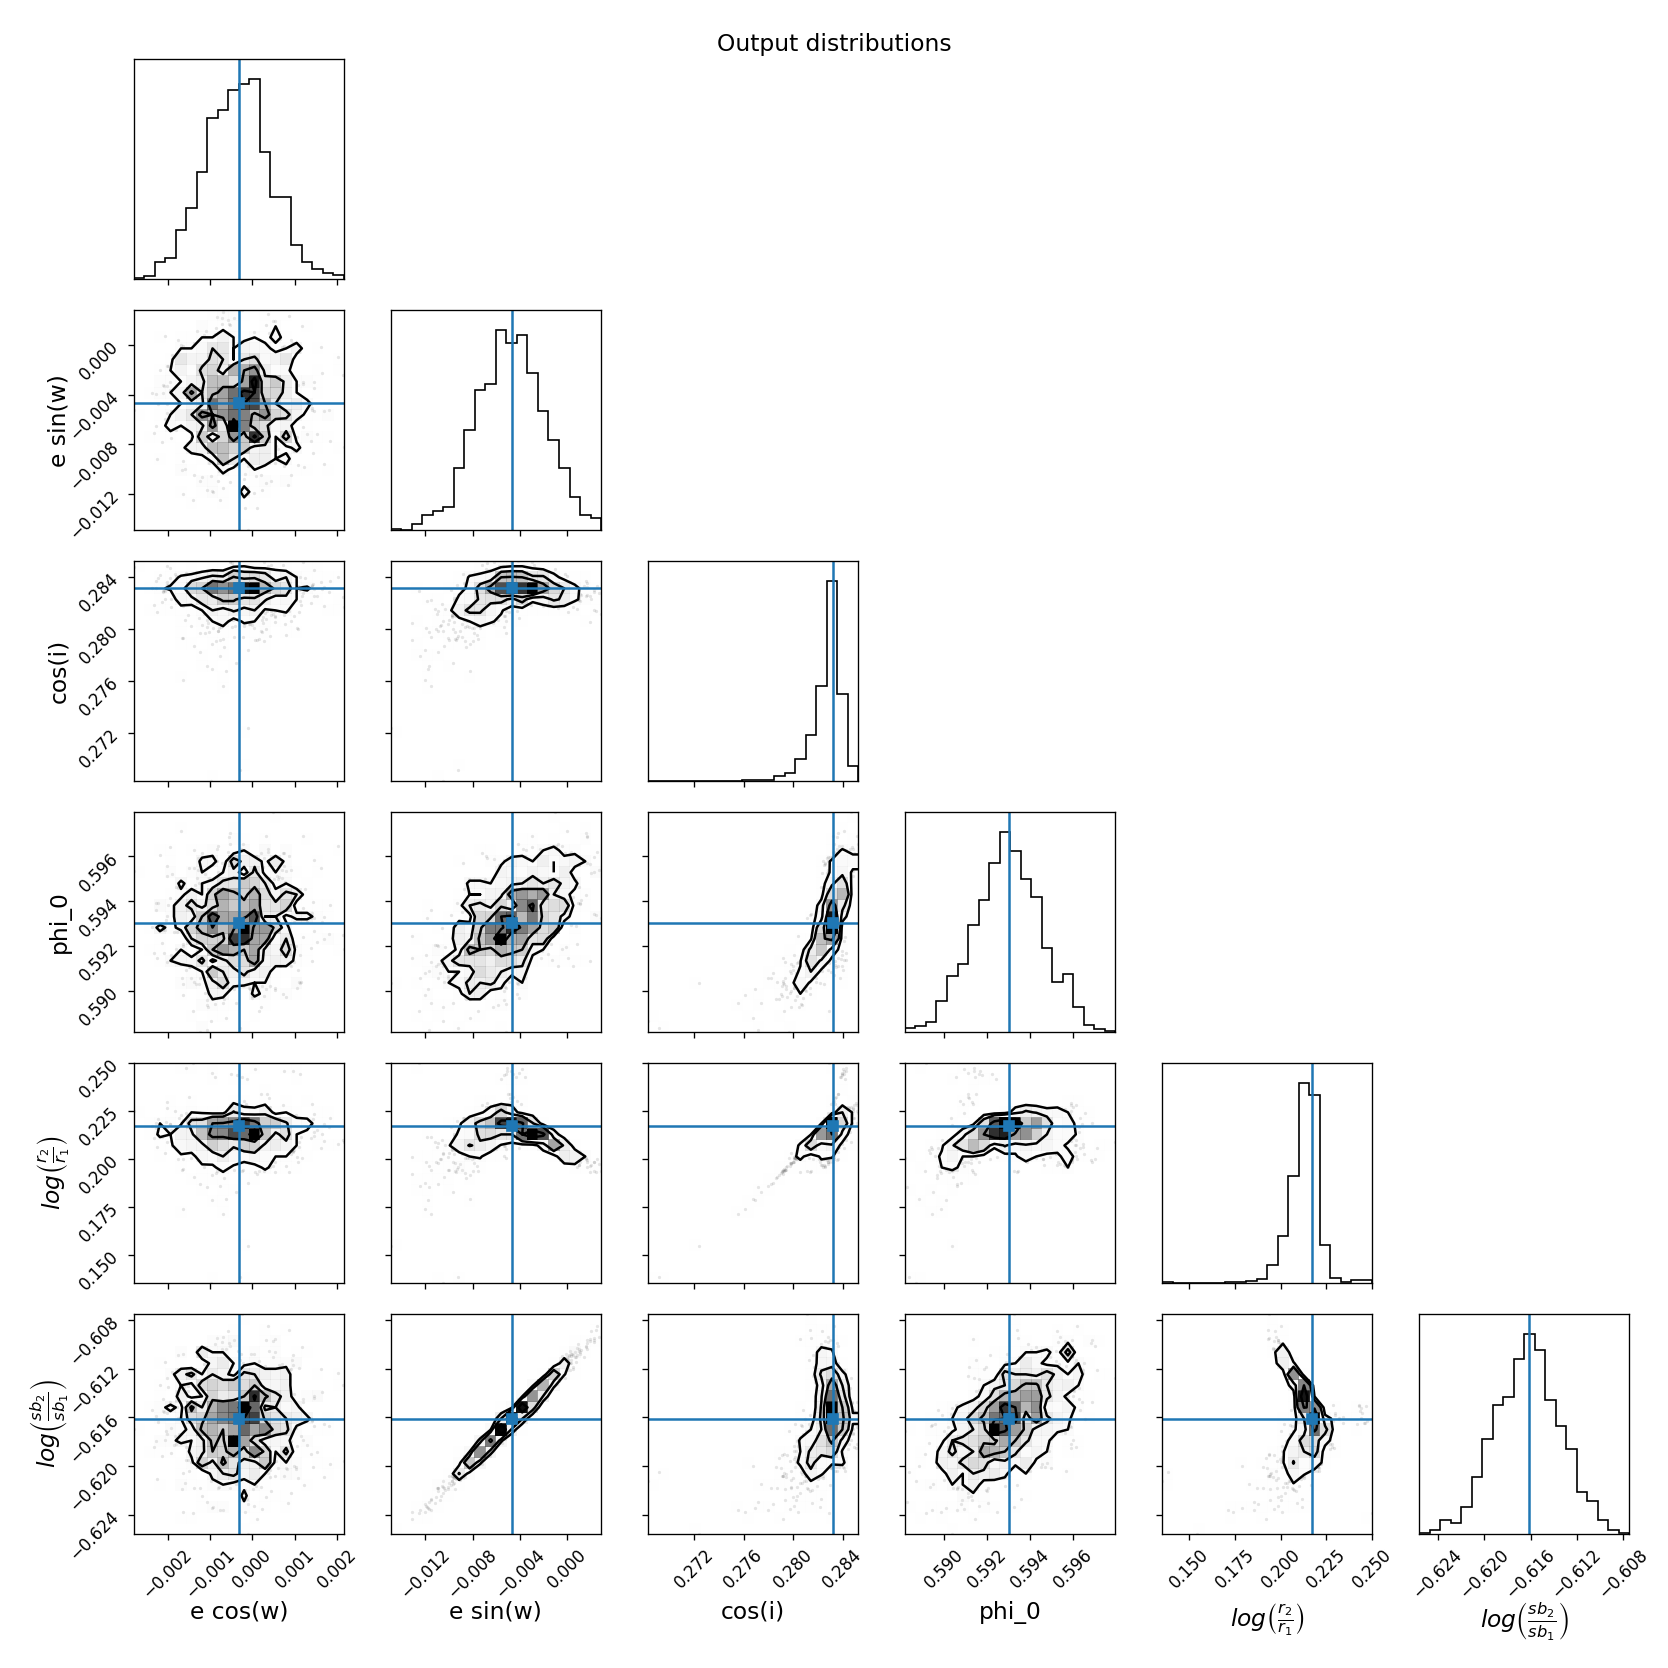 Output distributions
e sin(w)
0.000
−0.004
−0.008
−0.012
cos(i)
0.284
0.280
0.276
0.272
phi_0
0.596
0.594
0.592
0.590
log(r₂/r₁)
0.250
0.225
0.200
0.175
0.150
log(sb₂/sb₁)
−0.608
−0.612
−0.616
−0.620
−0.624
−0.002 −0.001 0.000 0.001 0.002
e cos(w)
−0.012 −0.008 −0.004 0.000
e sin(w)
0.272 0.276 0.280 0.284
cos(i)
0.590 0.592 0.594 0.596
phi_0
0.150 0.175 0.200 0.225 0.250
log(r₂/r₁)
−0.624 −0.620 −0.616 −0.612 −0.608
log(sb₂/sb₁)